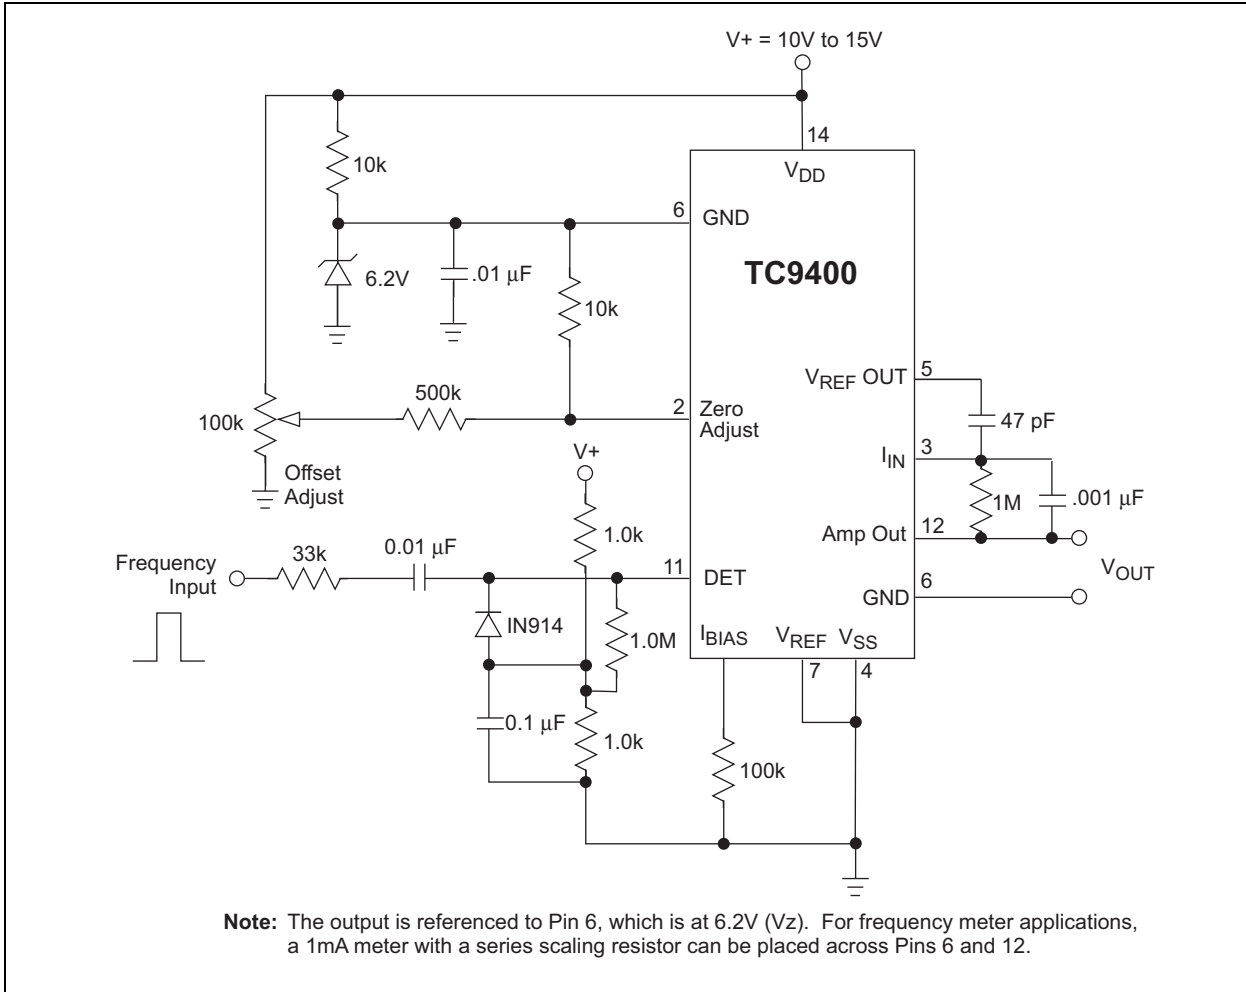 V+ = 10V to 15V
14
VDD
10k
6
GND
TC9400
6.2V
.01 μF
10k
VREF OUT
5
47 pF
500k
2
Zero
Adjust
100k
Offset
Adjust
V+
IIN
3
1M
.001 μF
1.0k
Amp Out
12
Frequency
Input
33k
0.01 μF
11
DET
VOUT
6
GND
IN914
1.0M
IBIAS
VREF
VSS
7
4
0.1 μF
1.0k
100k
Note: The output is referenced to Pin 6, which is at 6.2V (Vz). For frequency meter applications,
a 1mA meter with a series scaling resistor can be placed across Pins 6 and 12.